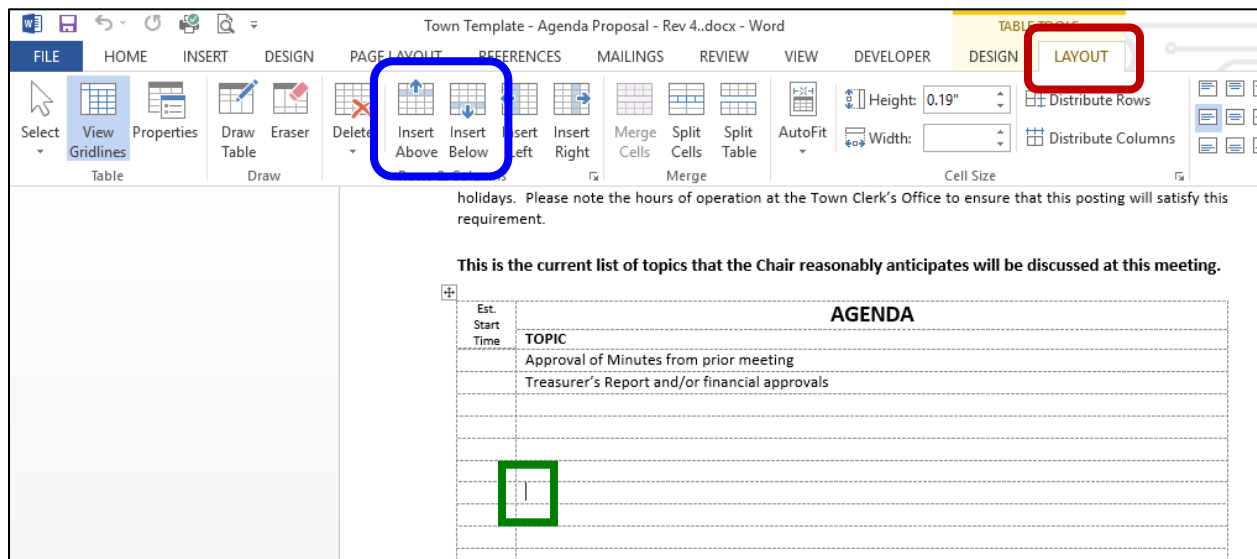 Town Template - Agenda Proposal - Rev 4..docx - Word
TABLE TOOLS
FILE HOME INSERT DESIGN PAGE LAYOUT REFERENCES MAILINGS REVIEW VIEW DEVELOPER DESIGN LAYOUT
Select View Gridlines Properties Draw Table Eraser Delete Insert Above Insert Below Insert Left Insert Right Merge Cells Split Cells Split Table AutoFit
Height: 0.19" Distribute Rows
Width: Distribute Columns
Table Draw Rows & Columns Merge Cell Size
holidays. Please note the hours of operation at the Town Clerk's Office to ensure that this posting will satisfy this
requirement.
This is the current list of topics that the Chair reasonably anticipates will be discussed at this meeting.
Est.
Start
Time
AGENDA
TOPIC
Approval of Minutes from prior meeting
Treasurer's Report and/or financial approvals